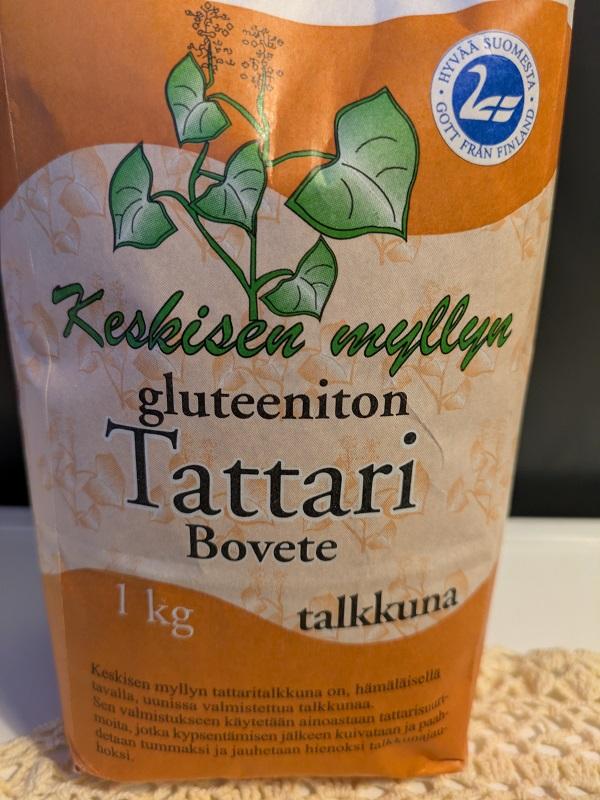 HYVÄÄ SUOMESTA
GOTT FRÅN FINLAND
Keskisen myllyn
gluteeniton
Tattari
Bovete
1 kg
talkkuna
Keskisen myllyn tattaritalkkuna on, hämäläisellä
tavalla, uunissa valmistettua talkkunaa.
Sen valmistukseen käytetään ainoastaan tattarisuuri-
moita, jotka kypsentämisen jälkeen kuivataan ja paah-
detaan tummaksi ja jauhetaan hienoksi talkkunajau-
hoksi.